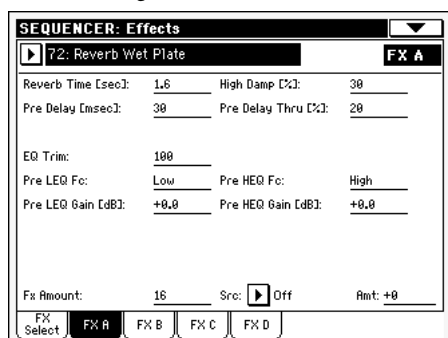 SEQUENCER: Effects
72: Reverb Wet Plate FX A
Reverb Time [sec]: 1.6 High Damp [%]: 30
Pre Delay [msec]: 30 Pre Delay Thru [%]: 20
EQ Trim: 100
Pre LEQ Fc: Low Pre HEQ Fc: High
Pre LEQ Gain [dB]: +0.0 Pre HEQ Gain [dB]: +0.0
Fx Amount: 16 Src: Off Amt: +0
FX Select FX A FX B FX C FX D